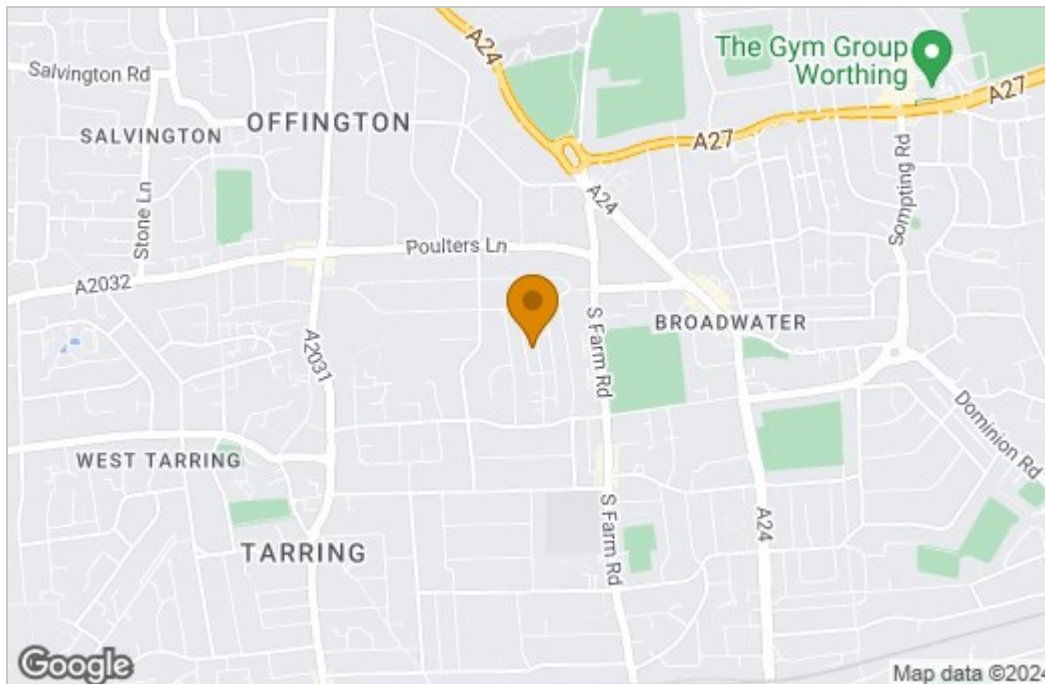 A24
The Gym Group
Worthing
Salvington Rd
A27
OFFINGTON
SALVINGTON
A27
Stone Ln
A24
Sompting Rd
Poulters Ln
A2032
BROADWATER
A2031
S Farm Rd
Dominion Rd
WEST TARRING
S Farm Rd
A24
TARRING
Google
Map data ©2024